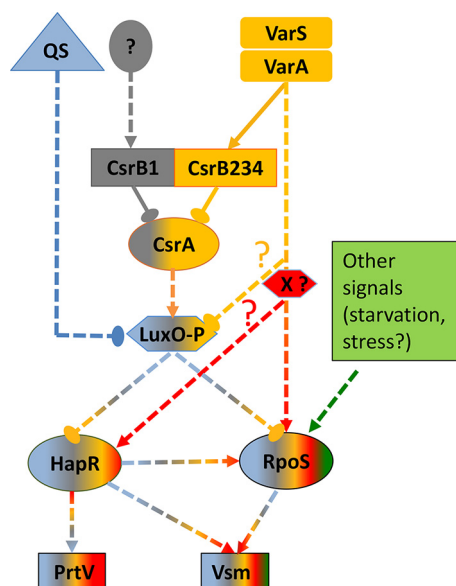 VarS
QS
?
VarA
CsrB1
CsrB234
CsrA
?
Other
signals
(starvation,
stress?)
X ?
?
LuxO-P
HapR
RpoS
PrtV
Vsm